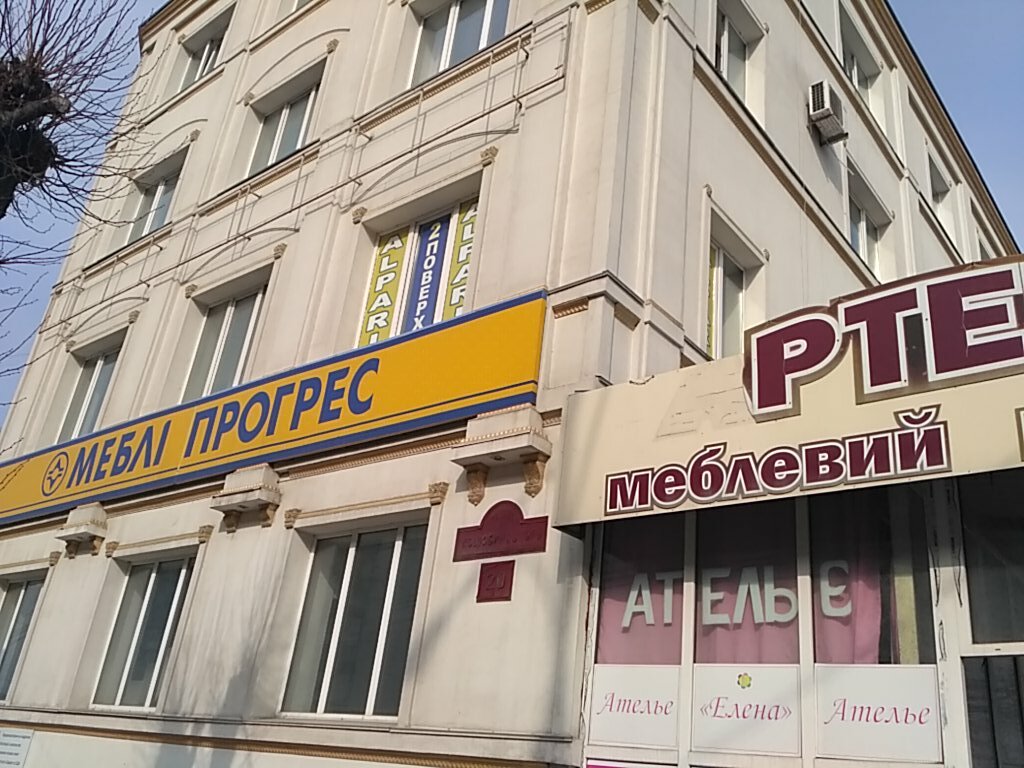 ALPARI
2 ПОВЕРХ
ALPARI
МЕБЛІ ПРОГРЕС
РТЕ
меблевий
20
АТЕЛЬЄ
Ателье
«Елена»
Ателье